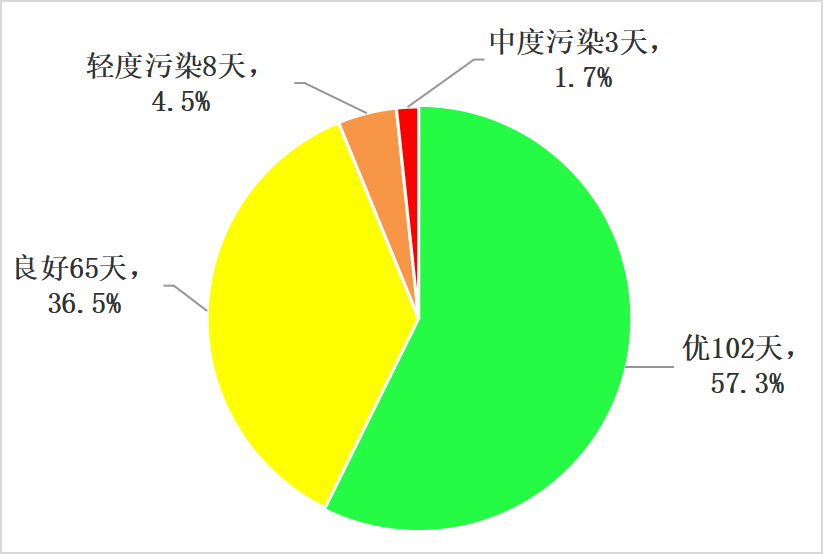 中度污染3天，
1.7%
轻度污染8天，
4.5%
良好65天，
36.5%
优102天，
57.3%